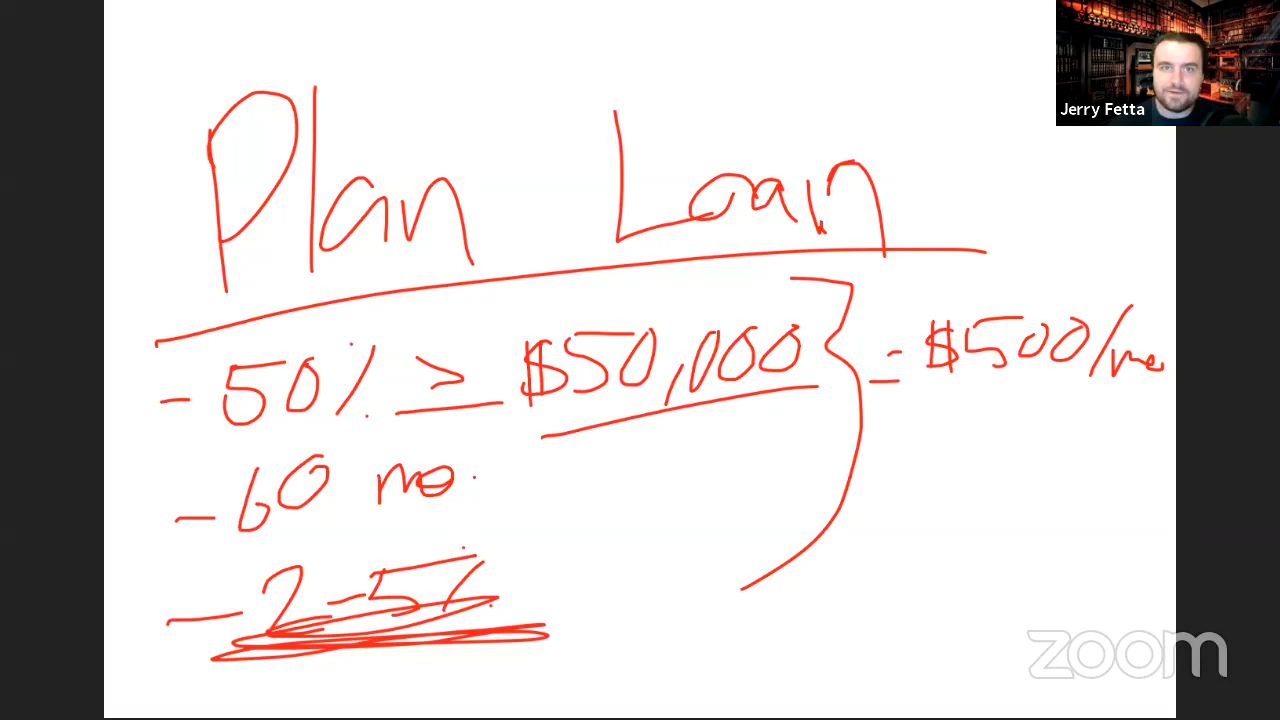 Jerry Fetta
Plan Loan
- 50% ≥ $50,000 = $500/mo
- 60 mo.
- 2-5%
zoom